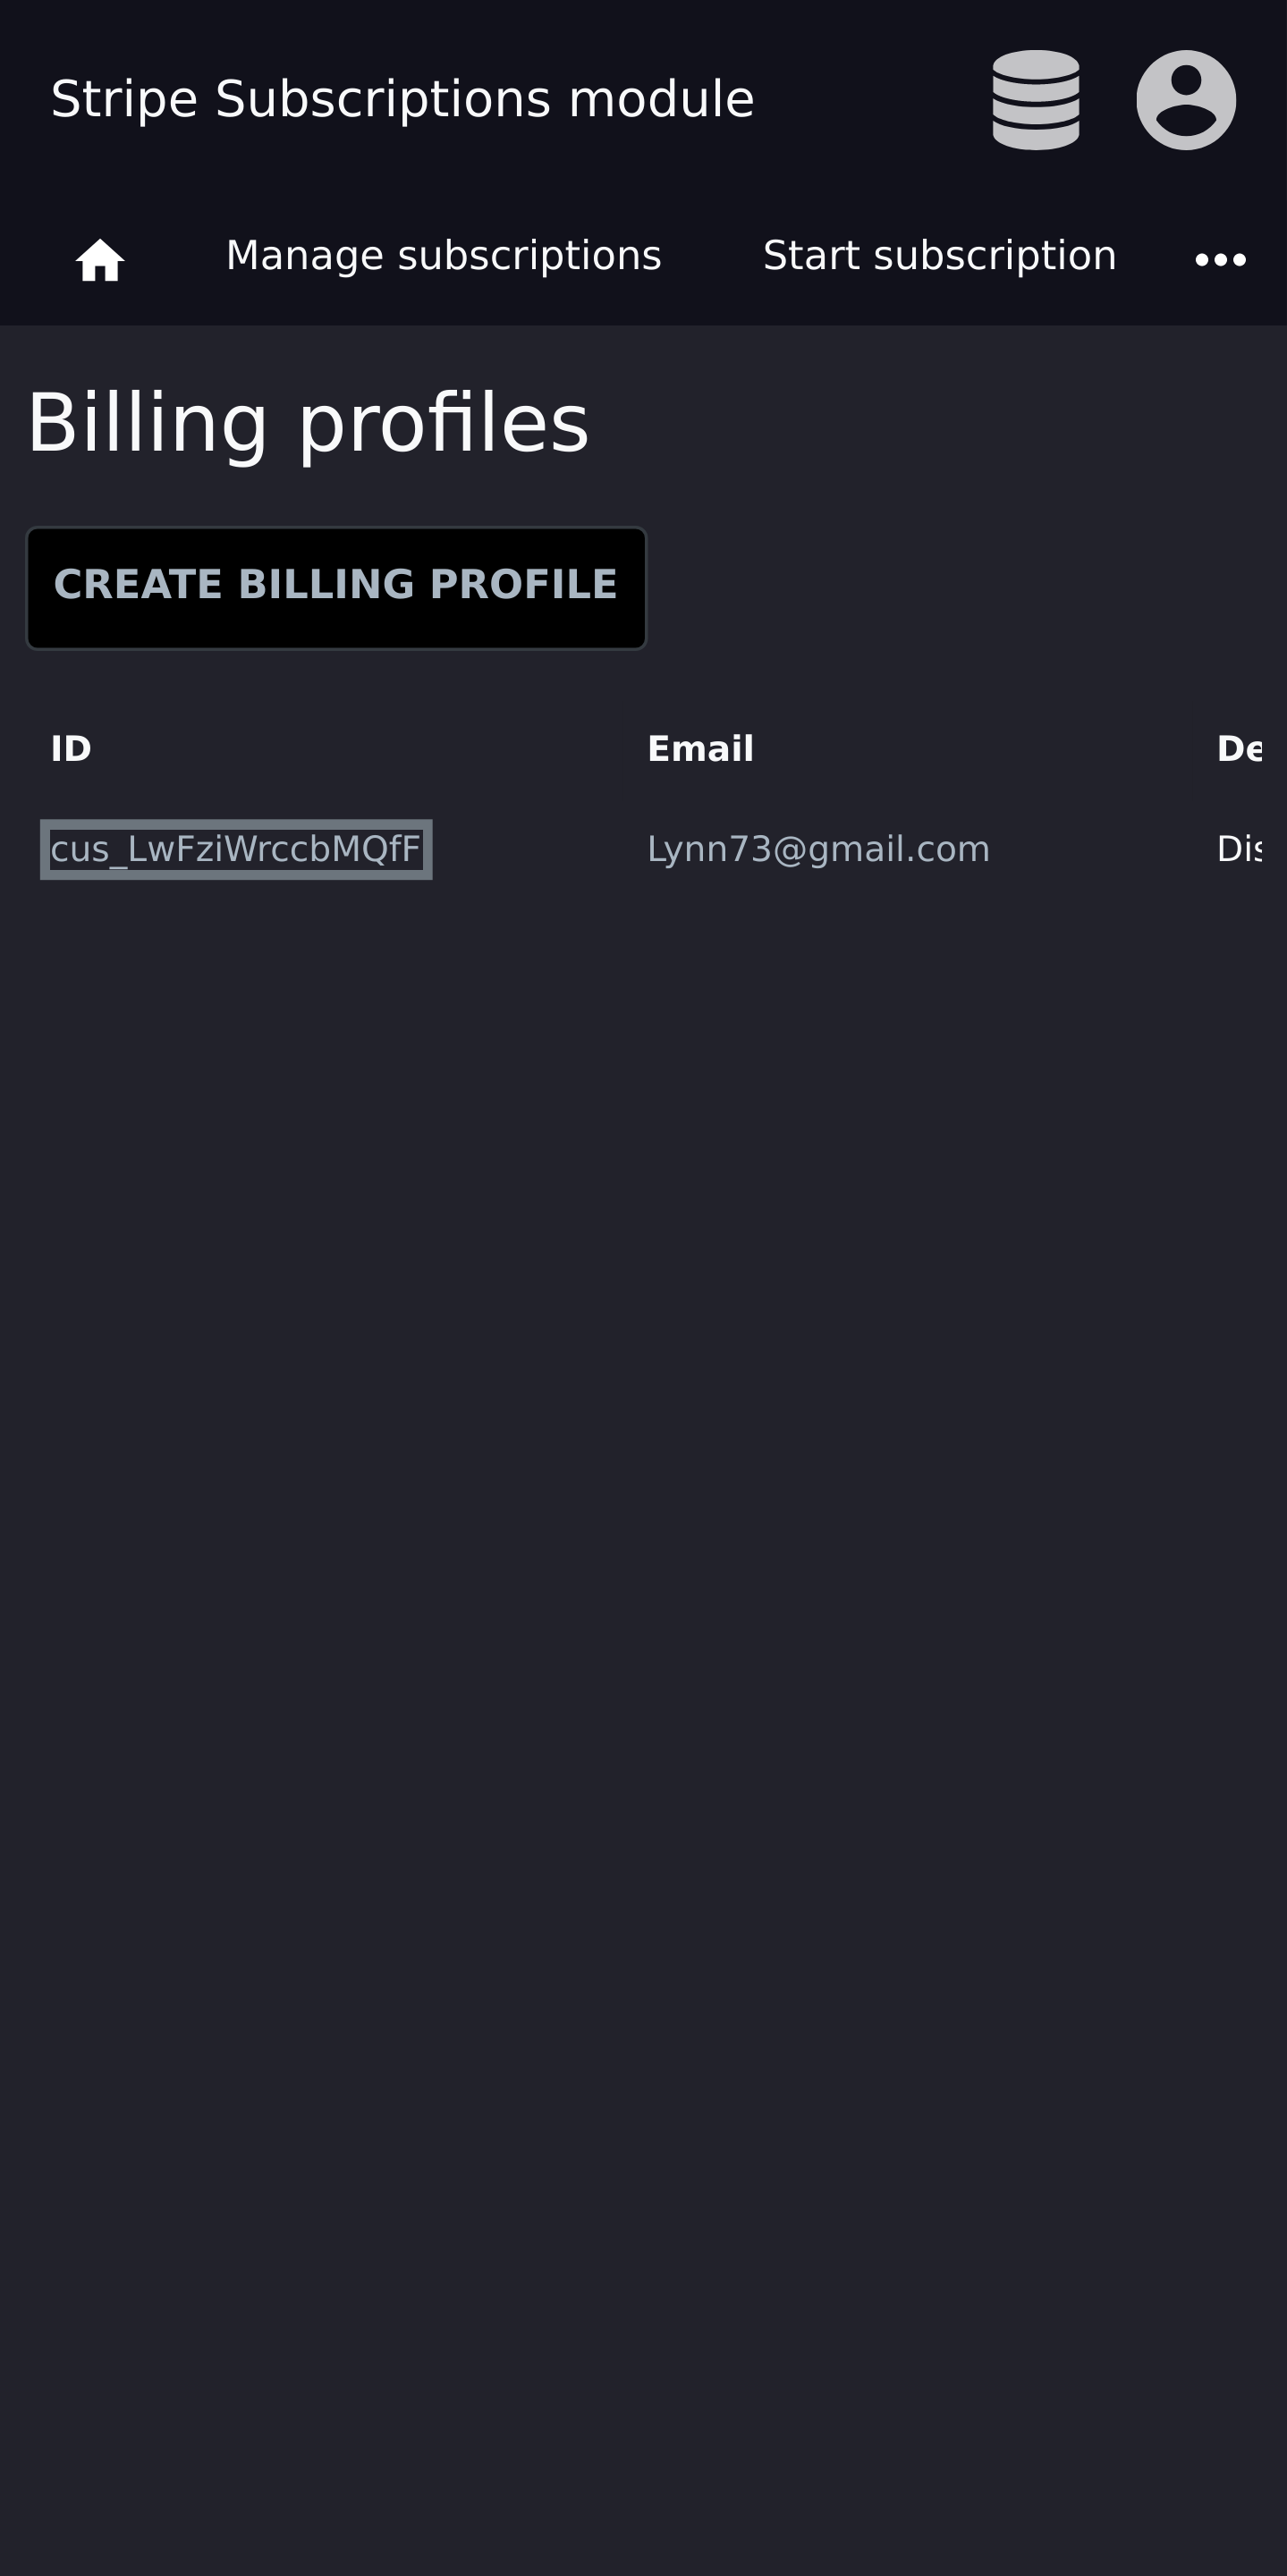 Stripe Subscriptions module
Manage subscriptions Start subscription
Billing profiles
CREATE BILLING PROFILE
ID Email De
cus_LwFziWrccbMQfF Lynn73@gmail.com Dis